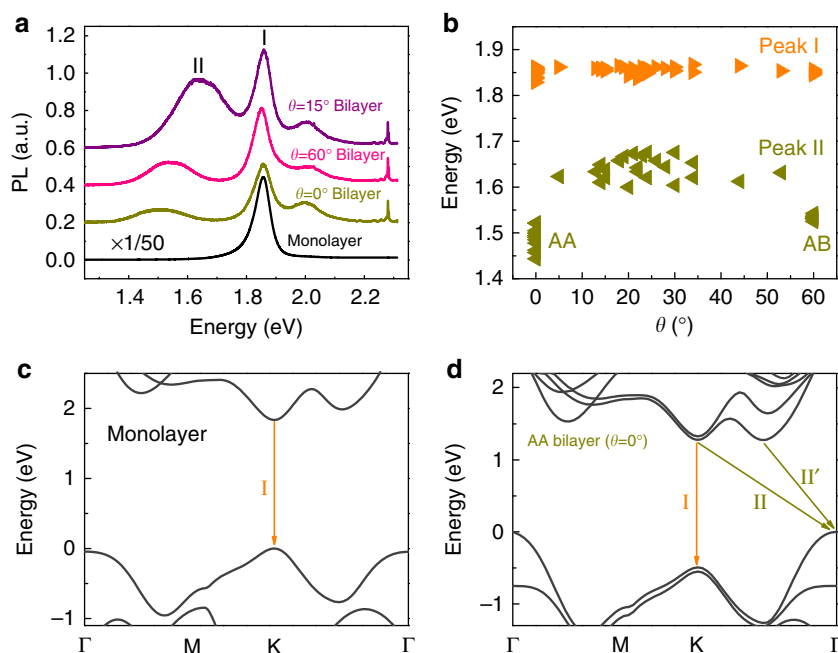 a
1.2
1.0
0.8
0.6
0.4
0.2
0.0
PL (a.u.)
II
I
θ=15° Bilayer
θ=60° Bilayer
θ=0° Bilayer
×1/50
Monolayer
1.4 1.6 1.8 2.0 2.2
Energy (eV)
b
1.9
1.8
1.7
1.6
1.5
1.4
Energy (eV)
Peak I
Peak II
AA
AB
0 10 20 30 40 50 60
θ (°)
c
2
1
0
−1
Energy (eV)
Monolayer
I
Γ M K Γ
d
2
1
0
−1
Energy (eV)
AA bilayer (θ=0°)
I
II
II′
Γ M K Γ